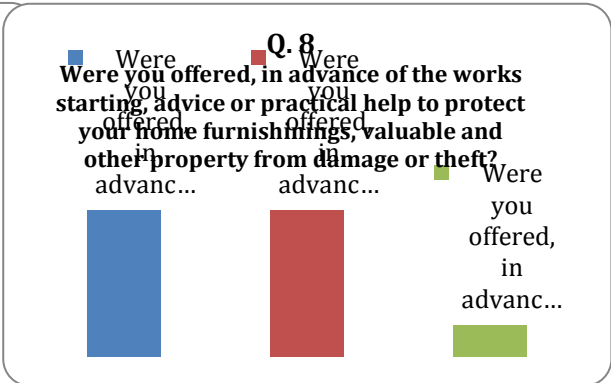 Q. 8
Were you offered, in advance of the works
starting, advice or practical help to protect
your home furnishinings, valuable and
other property from damage or theft?
Were
you
offered,
in
advanc...
Were
you
offered,
in
advanc...
Were
you
offered,
in
advanc...